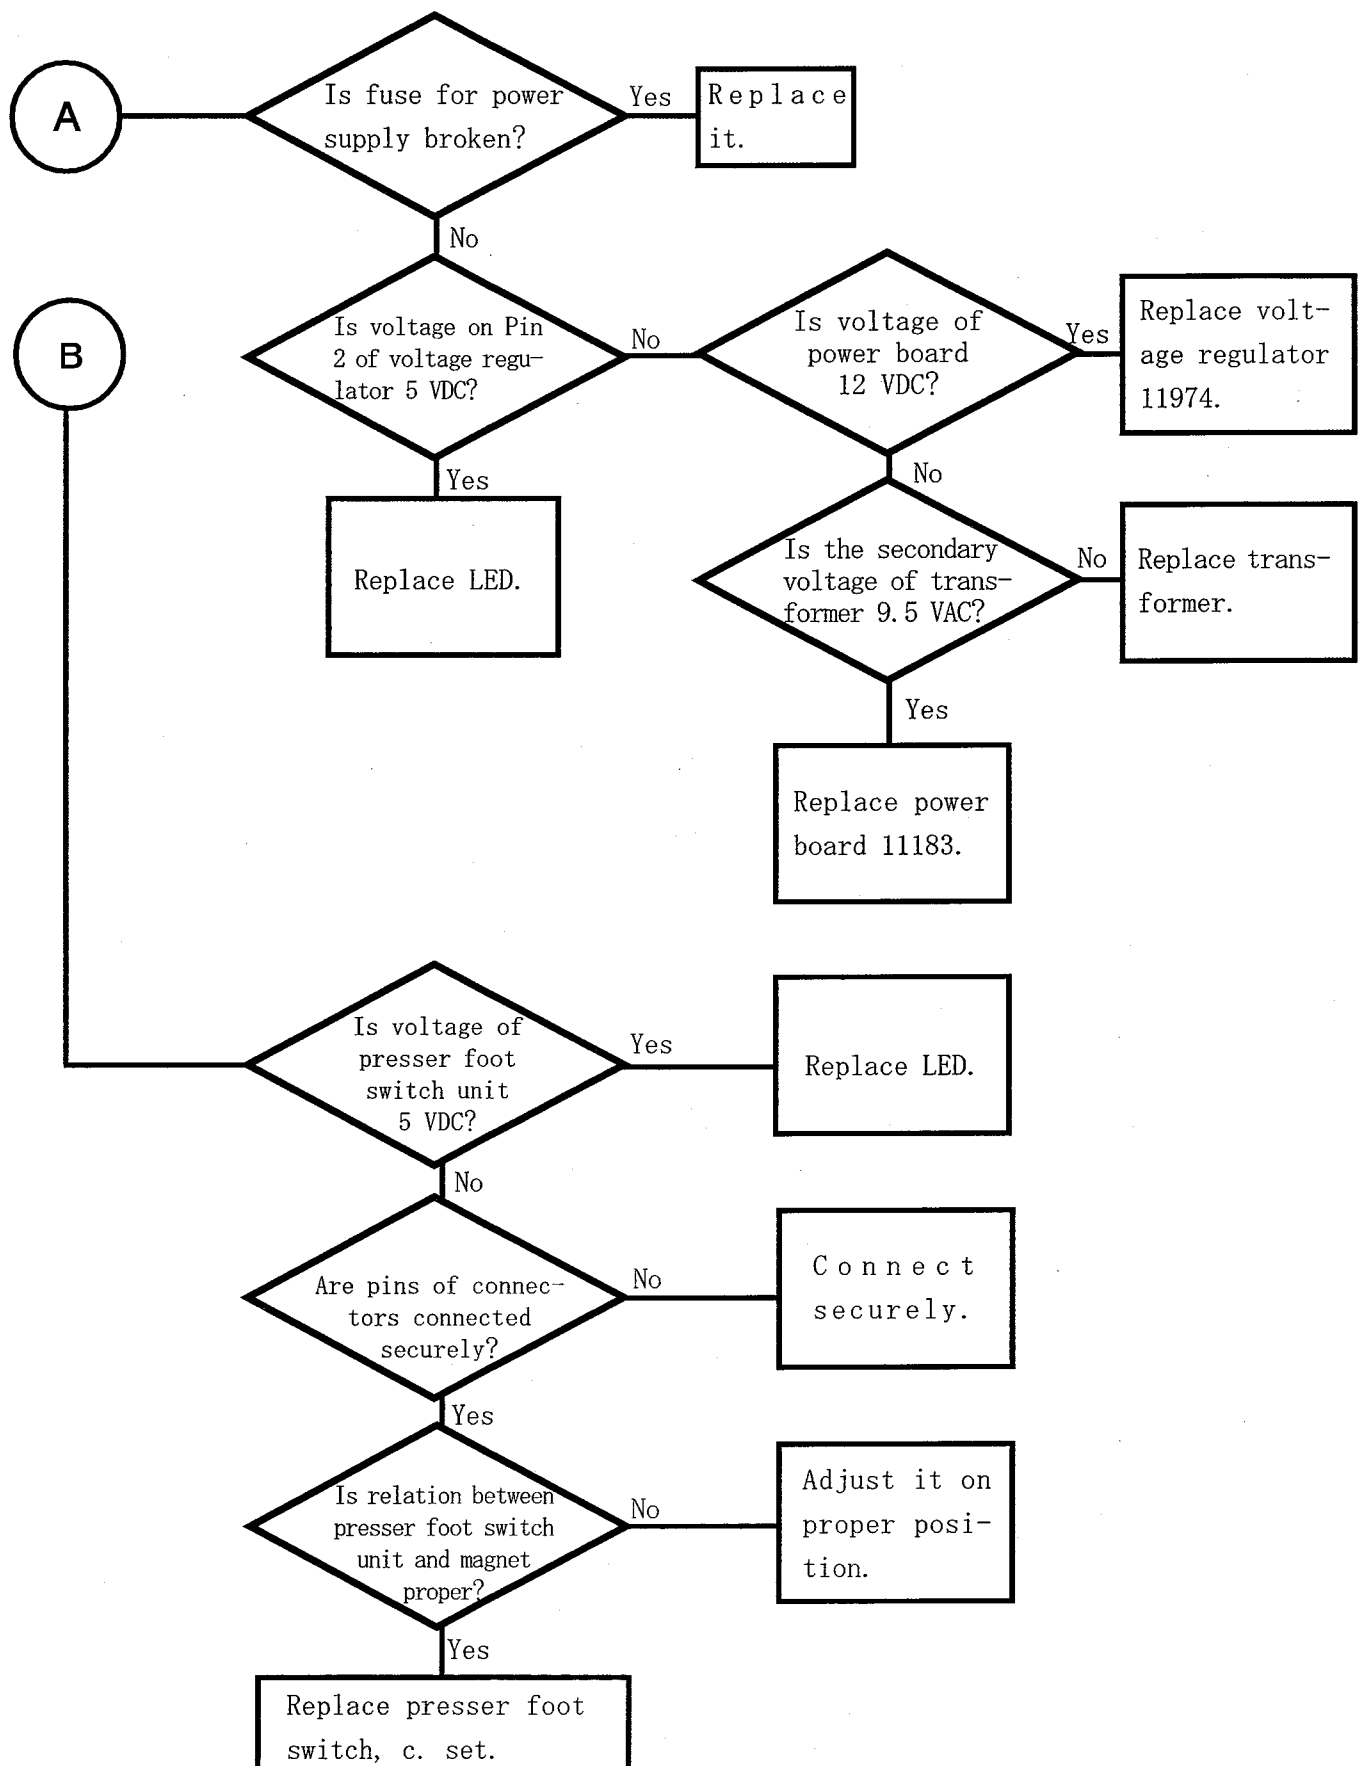 A
Is fuse for power
supply broken?
Yes
Replace
it.
No
B
Is voltage on Pin
2 of voltage regu-
lator 5 VDC?
No
Is voltage of
power board
12 VDC?
Yes
Replace volt-
age regulator
11974.
Yes
Replace LED.
No
Is the secondary
voltage of trans-
former 9.5 VAC?
No
Replace trans-
former.
Yes
Replace power
board 11183.
Is voltage of
presser foot
switch unit
5 VDC?
Yes
Replace LED.
No
Are pins of connec-
tors connected
securely?
No
Connect
securely.
Yes
Is relation between
presser foot switch
unit and magnet
proper?
No
Adjust it on
proper posi-
tion.
Yes
Replace presser foot
switch, c. set.